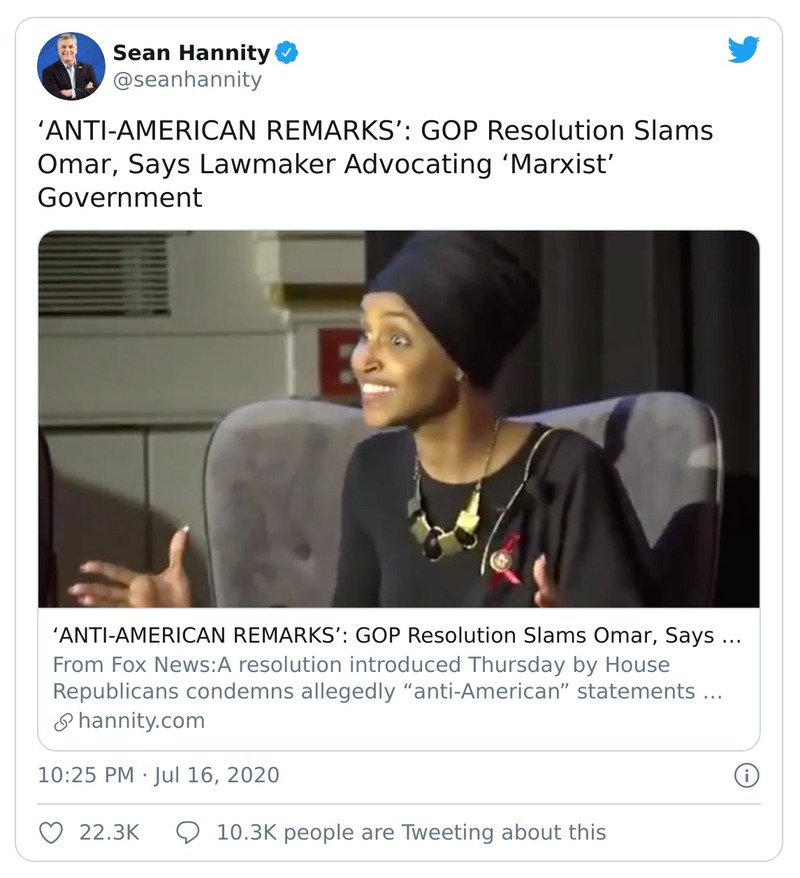 Sean Hannity
@seanhannity
‘ANTI-AMERICAN REMARKS’: GOP Resolution Slams
Omar, Says Lawmaker Advocating ‘Marxist’
Government
‘ANTI-AMERICAN REMARKS’: GOP Resolution Slams Omar, Says ...
From Fox News:A resolution introduced Thursday by House
Republicans condemns allegedly “anti-American” statements ...
hannity.com
10:25 PM · Jul 16, 2020
22.3K 10.3K people are Tweeting about this